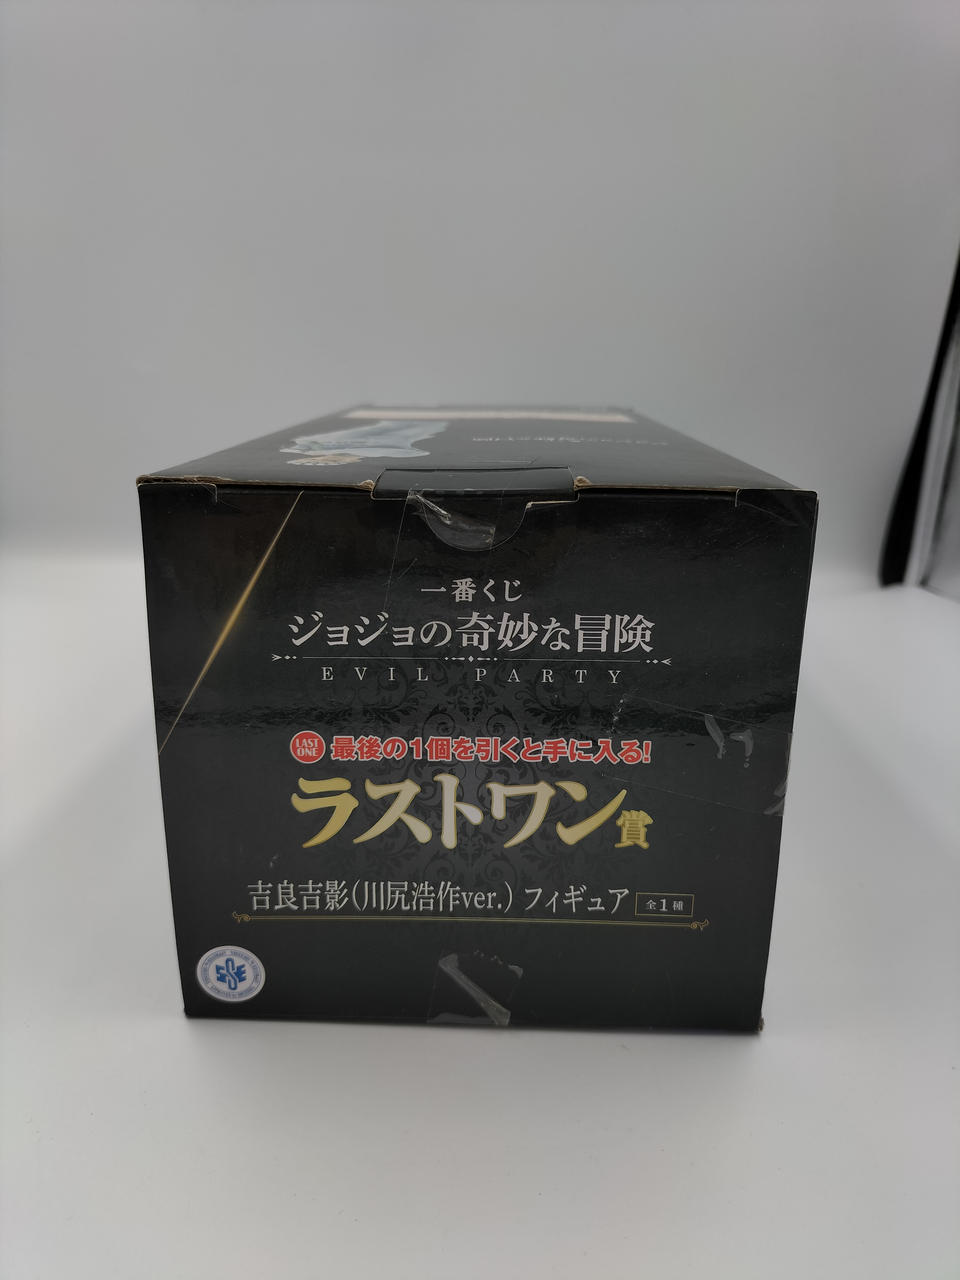 一番くじ
ジョジョの奇妙な冒険
EVIL PARTY
LAST ONE 最後の1個を引くと手に入る!
ラストワン賞
吉良吉影(川尻浩作ver.) フィギュア 全1種